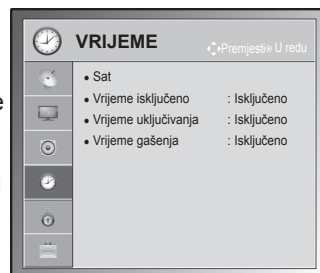 VRIJEME
Premjesti U redu
e
• Sat
• Vrijeme isključeno : Isključeno
• Vrijeme uključivanja : Isključeno
• Vrijeme gašenja : Isključeno